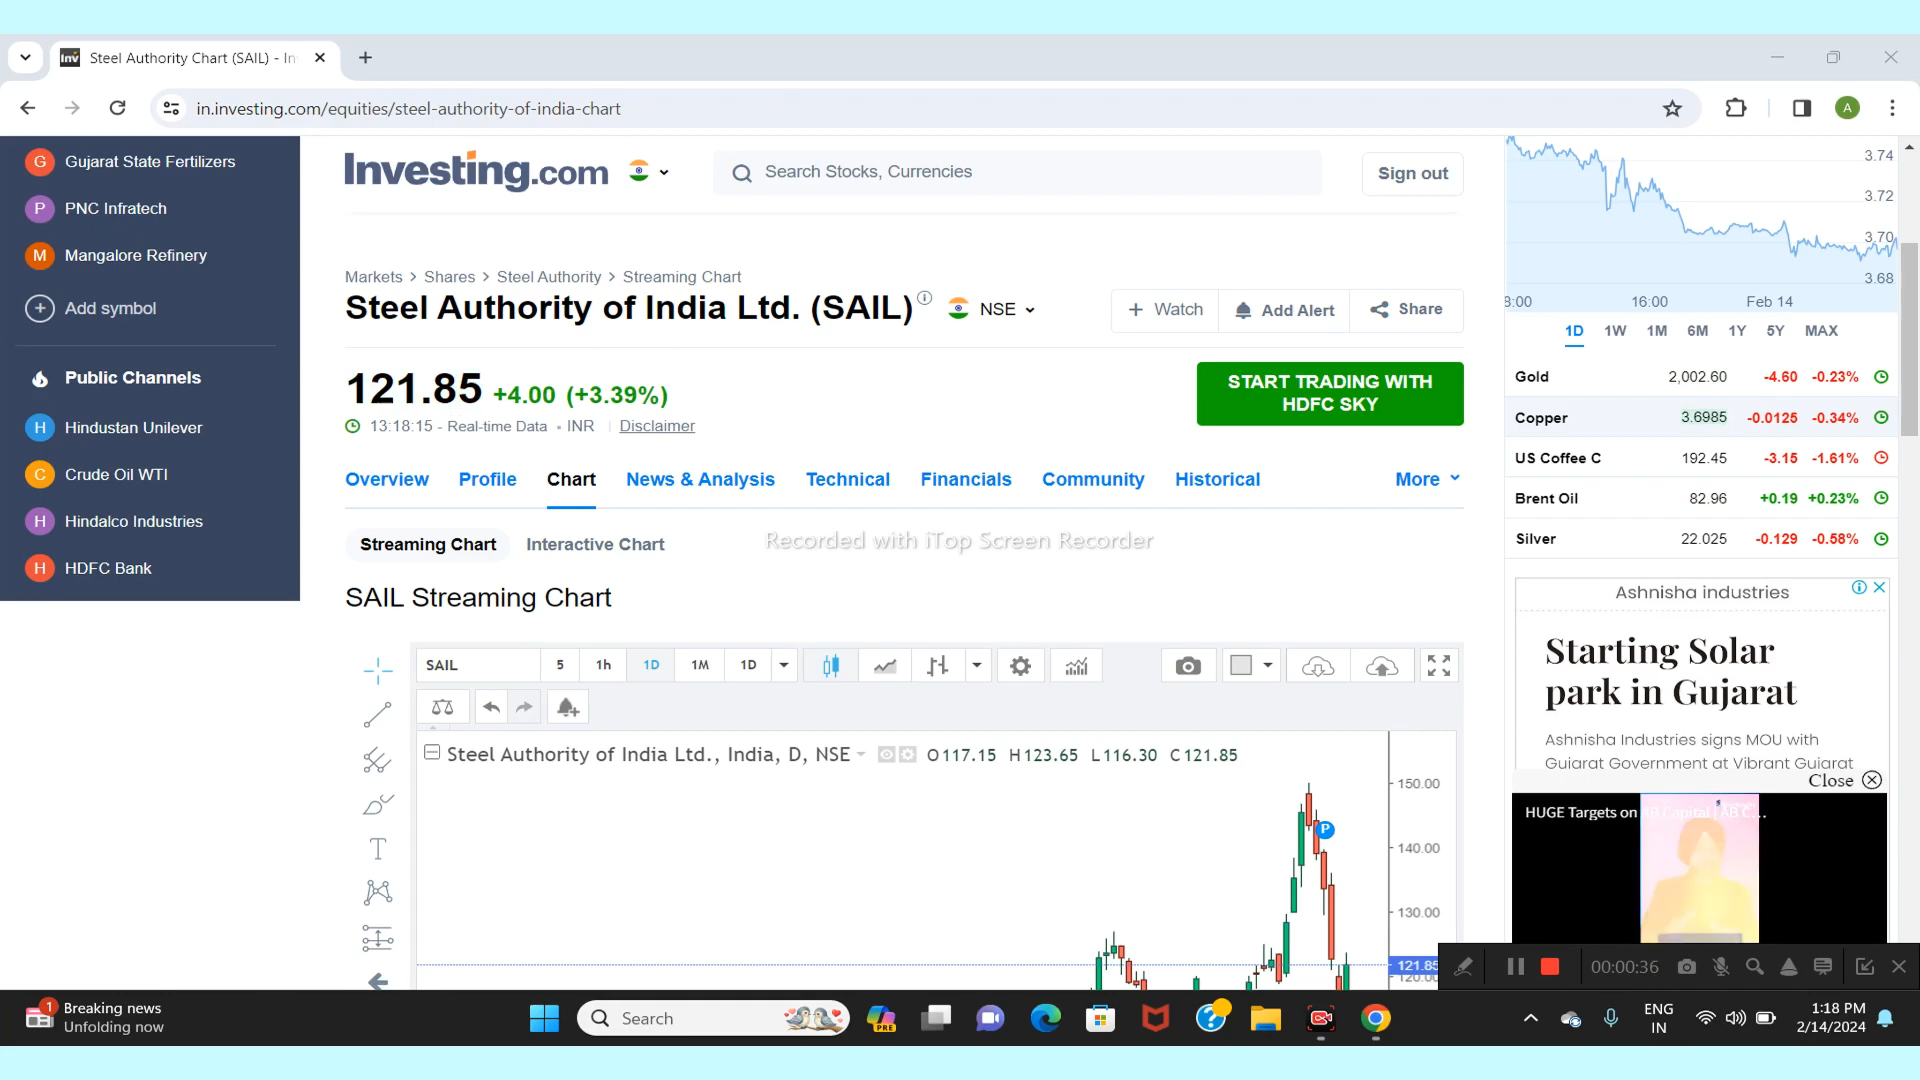 Steel Authority Chart (SAIL) - In
in.investing.com/equities/steel-authority-of-india-chart
A
G Gujarat State Fertilizers
P PNC Infratech
M Mangalore Refinery
Add symbol
Public Channels
H Hindustan Unilever
C Crude Oil WTI
H Hindalco Industries
H HDFC Bank
Investing.com
Search Stocks, Currencies
Sign out
Markets > Shares > Steel Authority > Streaming Chart
Steel Authority of India Ltd. (SAIL)
NSE
Watch
Add Alert
Share
121.85 +4.00 (+3.39%)
13:18:15 - Real-time Data • INR Disclaimer
START TRADING WITH
HDFC SKY
Overview Profile Chart News & Analysis Technical Financials Community Historical More
Streaming Chart Interactive Chart
Recorded with iTop Screen Recorder
SAIL Streaming Chart
SAIL 5 1h 1D 1M 1D
Steel Authority of India Ltd., India, D, NSE O117.15 H123.65 L116.30 C121.85
P
150.00
140.00
130.00
121.85
120.00
3.74
3.72
3.70
3.68
8:00 16:00 Feb 14
1D 1W 1M 6M 1Y 5Y MAX
Gold 2,002.60 -4.60 -0.23%
Copper 3.6985 -0.0125 -0.34%
US Coffee C 192.45 -3.15 -1.61%
Brent Oil 82.96 +0.19 +0.23%
Silver 22.025 -0.129 -0.58%
Ashnisha industries
Starting Solar
park in Gujarat
Ashnisha Industries signs MOU with
Gujarat Government at Vibrant Gujarat
Close
HUGE Targets on AB Capital | AB C...
00:00:36
1
Breaking news
Unfolding now
Search
PRE
ENG
IN
1:18 PM
2/14/2024